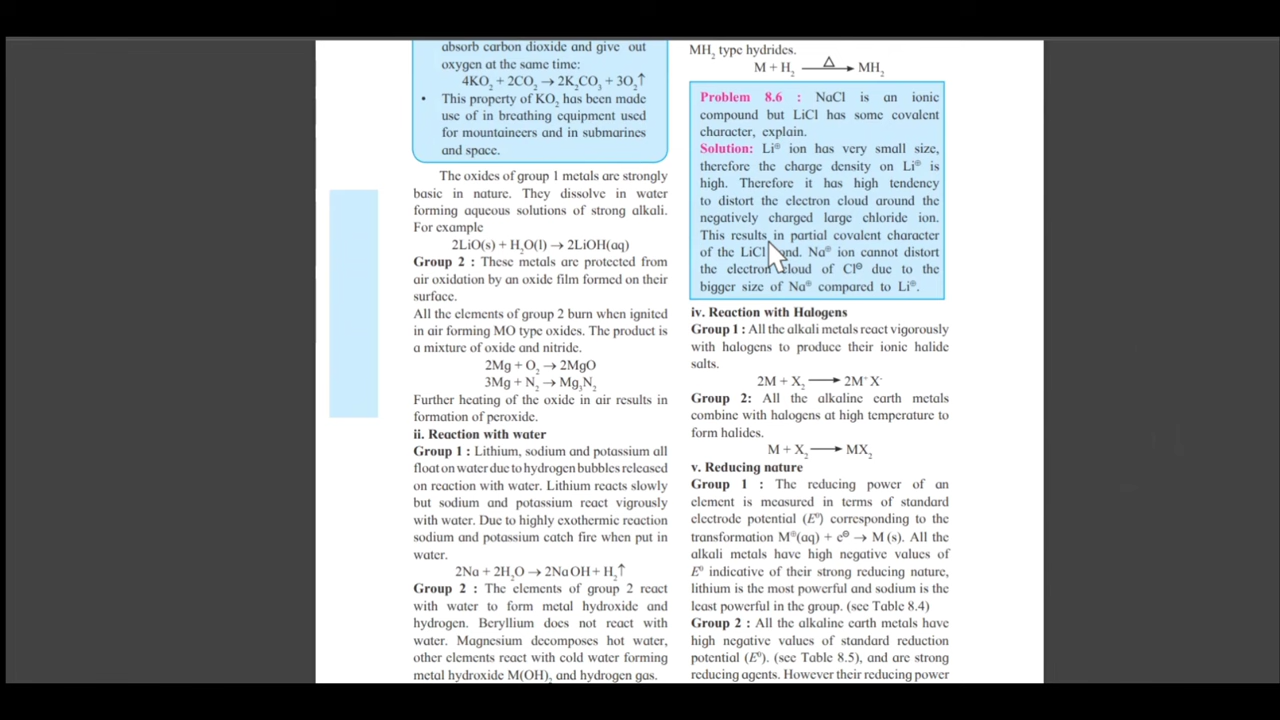 absorb carbon dioxide and give out
oxygen at the same time:
4KO₂ + 2CO₂ → 2K₂CO₃ + 3O₂↑
• This property of KO₂ has been made
use of in breathing equipment used
for mountaineers and in submarines
and space.
The oxides of group 1 metals are strongly
basic in nature. They dissolve in water
forming aqueous solutions of strong alkali.
For example
2LiO(s) + H₂O(l) → 2LiOH(aq)
Group 2 : These metals are protected from
air oxidation by an oxide film formed on their
surface.
All the elements of group 2 burn when ignited
in air forming MO type oxides. The product is
a mixture of oxide and nitride.
2Mg + O₂ → 2MgO
3Mg + N₂ → Mg₃N₂
Further heating of the oxide in air results in
formation of peroxide.
ii. Reaction with water
Group 1 : Lithium, sodium and potassium all
float on water due to hydrogen bubbles released
on reaction with water. Lithium reacts slowly
but sodium and potassium react vigrously
with water. Due to highly exothermic reaction
sodium and potassium catch fire when put in
water.
2Na + 2H₂O → 2NaOH + H₂↑
Group 2 : The elements of group 2 react
with water to form metal hydroxide and
hydrogen. Beryllium does not react with
water. Magnesium decomposes hot water,
other elements react with cold water forming
metal hydroxide M(OH)₂ and hydrogen gas.
MH₂ type hydrides.
M + H₂ —Δ→ MH₂
Problem 8.6 : NaCl is an ionic
compound but LiCl has some covalent
character, explain.
Solution: Li⊕ ion has very small size,
therefore the charge density on Li⊕ is
high. Therefore it has high tendency
to distort the electron cloud around the
negatively charged large chloride ion.
This results in partial covalent character
of the LiCl Na⊕ ion cannot distort
the electron cloud of Cl⊖ due to the
bigger size of Na⊕ compared to Li⊕.
iv. Reaction with Halogens
Group 1 : All the alkali metals react vigorously
with halogens to produce their ionic halide
salts.
2M + X₂ ⟶ 2M⁺ X⁻
Group 2: All the alkaline earth metals
combine with halogens at high temperature to
form halides.
M + X₂ ⟶ MX₂
v. Reducing nature
Group 1 : The reducing power of an
element is measured in terms of standard
electrode potential (E⁰) corresponding to the
transformation M⊕(aq) + e⊖ → M (s). All the
alkali metals have high negative values of
E⁰ indicative of their strong reducing nature,
lithium is the most powerful and sodium is the
least powerful in the group. (see Table 8.4)
Group 2 : All the alkaline earth metals have
high negative values of standard reduction
potential (E⁰). (see Table 8.5), and are strong
reducing agents. However their reducing power